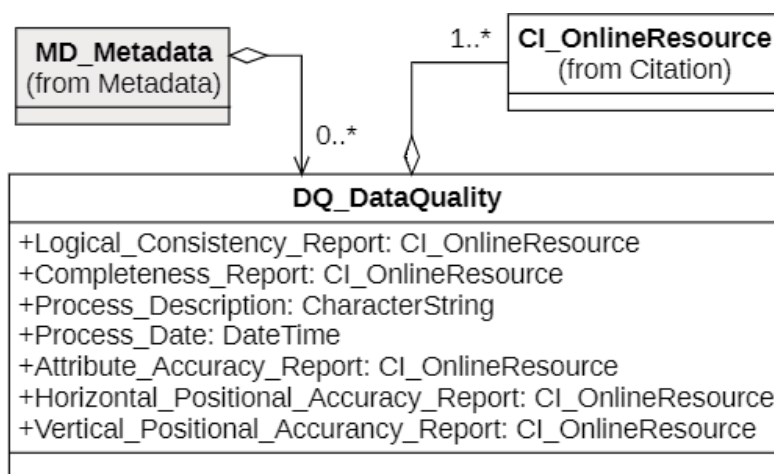 MD_Metadata
(from Metadata)
1..*
CI_OnlineResource
(from Citation)
0..*
DQ_DataQuality
+Logical_Consistency_Report: CI_OnlineResource
+Completeness_Report: CI_OnlineResource
+Process_Description: CharacterString
+Process_Date: DateTime
+Attribute_Accuracy_Report: CI_OnlineResource
+Horizontal_Positional_Accuracy_Report: CI_OnlineResource
+Vertical_Positional_Accurancy_Report: CI_OnlineResource